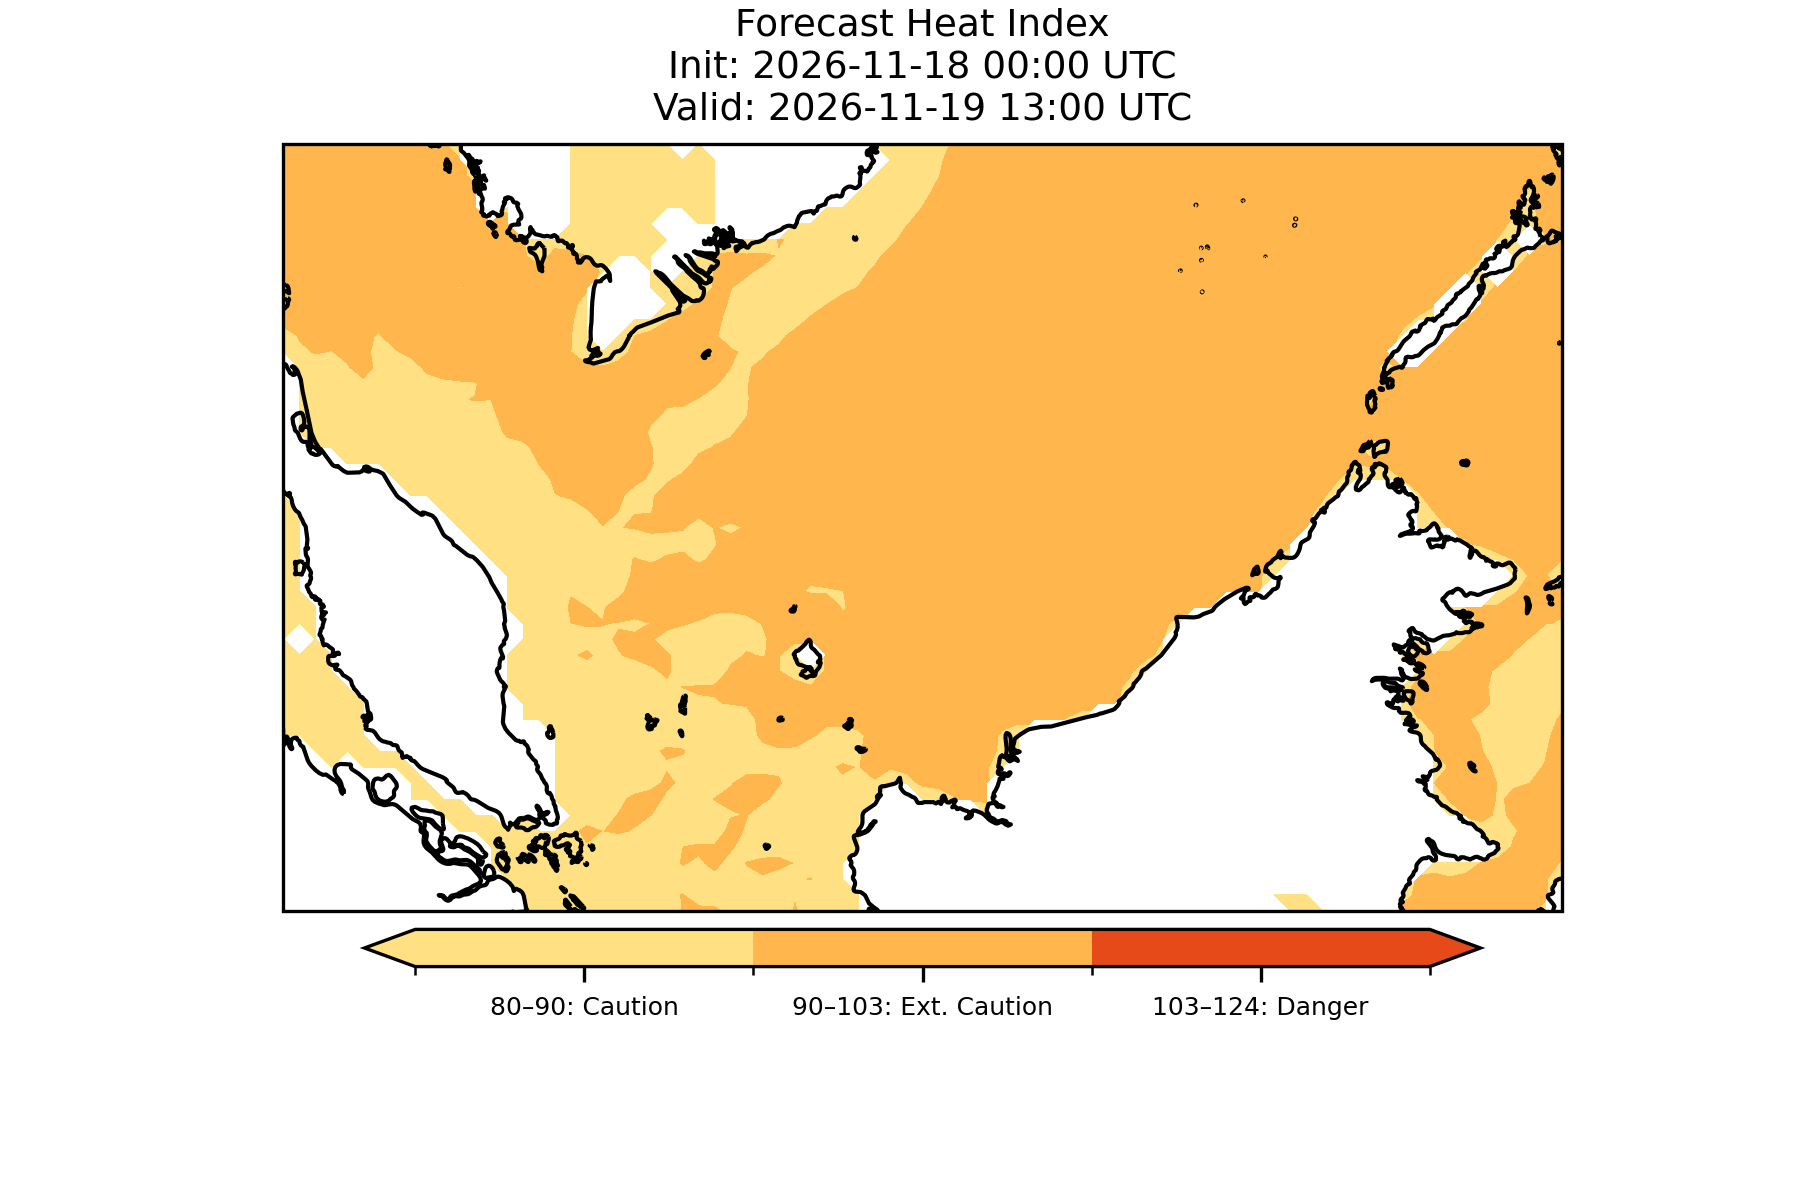 Forecast Heat Index
Init: 2026-11-18 00:00 UTC
Valid: 2026-11-19 13:00 UTC
80–90: Caution
90–103: Ext. Caution
103–124: Danger